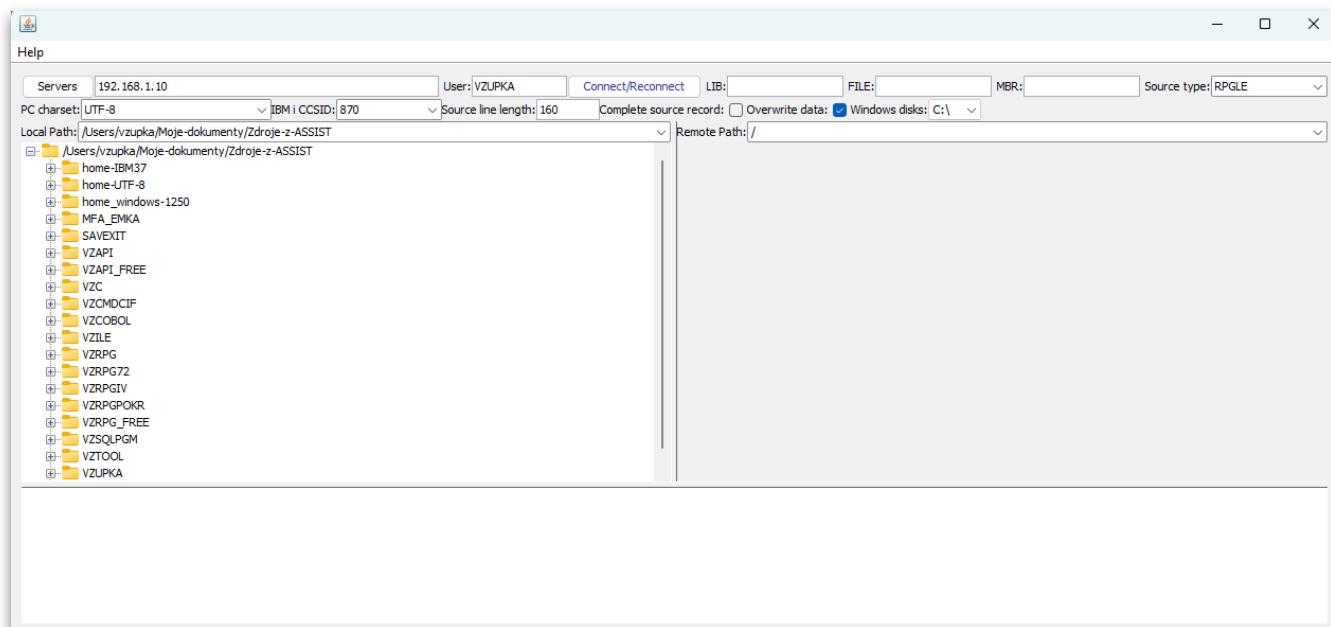 Help
Servers 192.168.1.10 User: VZUPKA Connect/Reconnect LIB: FILE: MBR: Source type: RPGLE
PC charset: UTF-8 IBM i CCSID: 870 Source line length: 160 Complete source record: Overwrite data: Windows disks: C:\
Local Path: /Users/vzupka/Moje-dokumenty/Zdroje-z-ASSIST Remote Path: /
/Users/vzupka/Moje-dokumenty/Zdroje-z-ASSIST
home-IBM37
home-UTF-8
home_windows-1250
MFA_EMKA
SAVEXIT
VZAPI
VZAPI_FREE
VZC
VZCMDCIF
VZCOBOL
VZILE
VZRPG
VZRPG72
VZRPGIV
VZRPGPOKR
VZRPG_FREE
VZSQLPGM
VZTOOL
VZUPKA